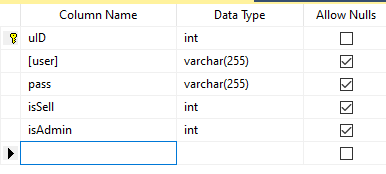 Column Name Data Type Allow Nulls
uID int
[user] varchar(255)
pass varchar(255)
isSell int
isAdmin int